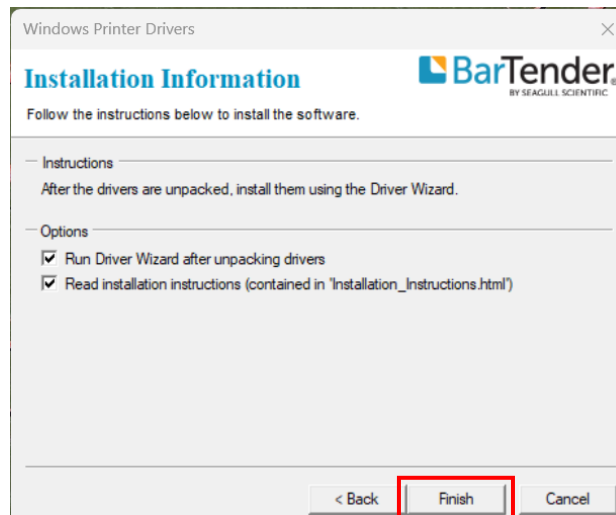 Windows Printer Drivers
Installation Information
BarTender®
BY SEAGULL SCIENTIFIC
Follow the instructions below to install the software.
Instructions
After the drivers are unpacked, install them using the Driver Wizard.
Options
Run Driver Wizard after unpacking drivers
Read installation instructions (contained in 'Installation_Instructions.html')
< Back Finish Cancel